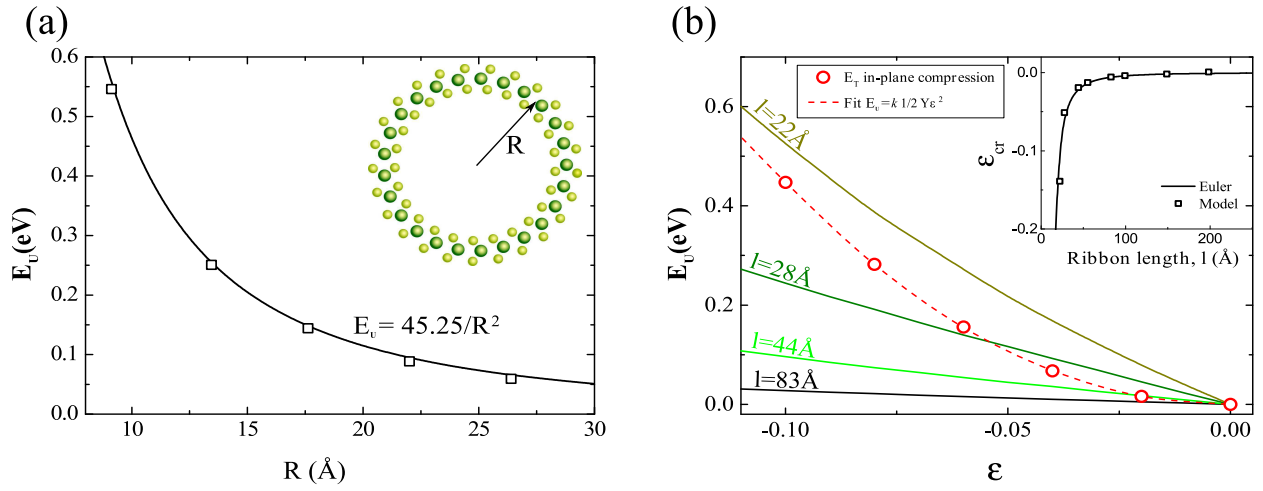 (a)
0.6
0.5
0.4
0.3
0.2
0.1
0.0
E_U(eV)
R
E_U = 45.25/R²
10
15
20
25
30
R (Å)
(b)
0.6
0.4
0.2
0.0
E_U(eV)
E_T in-plane compression
Fit E_U = k 1/2 Yε²
l=22Å
l=28Å
l=44Å
l=83Å
-0.10
-0.05
0.00
ε
0.0
-0.1
-0.2
ε_cr
Euler
Model
0
100
200
Ribbon length, l (Å)